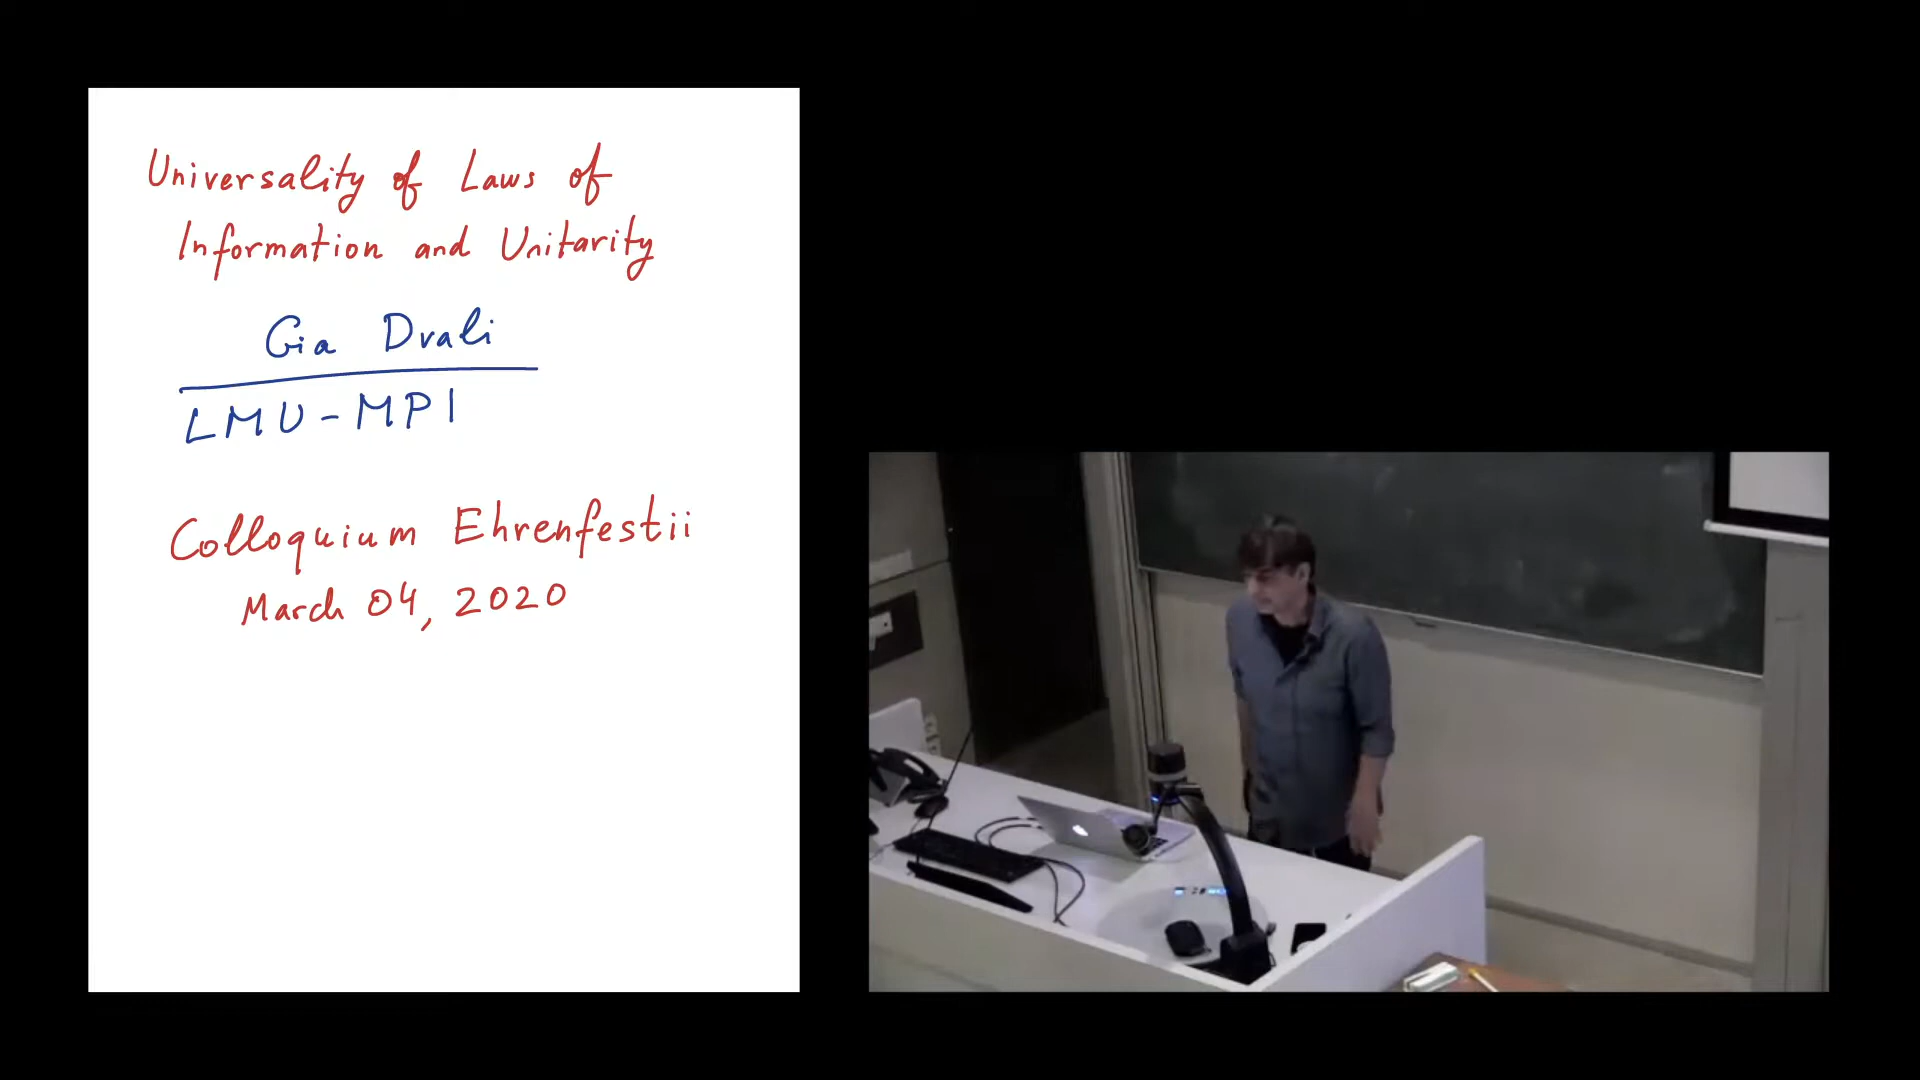 Universality of Laws of
Information and Unitarity
Gia Dvali
LMU-MPI
Colloquium Ehrenfestii
March 04, 2020